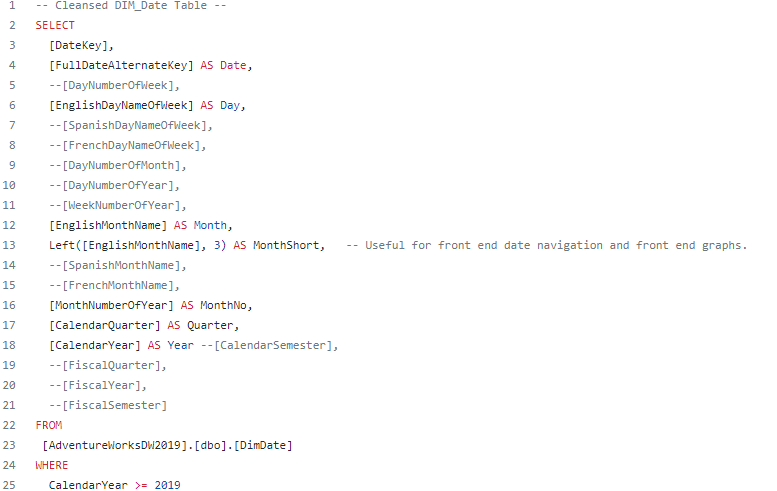 1 -- Cleansed DIM_Date Table --
2 SELECT
3 [DateKey],
4 [FullDateAlternateKey] AS Date,
5 --[DayNumberOfWeek],
6 [EnglishDayNameOfWeek] AS Day,
7 --[SpanishDayNameOfWeek],
8 --[FrenchDayNameOfWeek],
9 --[DayNumberOfMonth],
10 --[DayNumberOfYear],
11 --[WeekNumberOfYear],
12 [EnglishMonthName] AS Month,
13 Left([EnglishMonthName], 3) AS MonthShort, -- Useful for front end date navigation and front end graphs.
14 --[SpanishMonthName],
15 --[FrenchMonthName],
16 [MonthNumberOfYear] AS MonthNo,
17 [CalendarQuarter] AS Quarter,
18 [CalendarYear] AS Year --[CalendarSemester],
19 --[FiscalQuarter],
20 --[FiscalYear],
21 --[FiscalSemester]
22 FROM
23 [AdventureWorksDW2019].[dbo].[DimDate]
24 WHERE
25 CalendarYear >= 2019